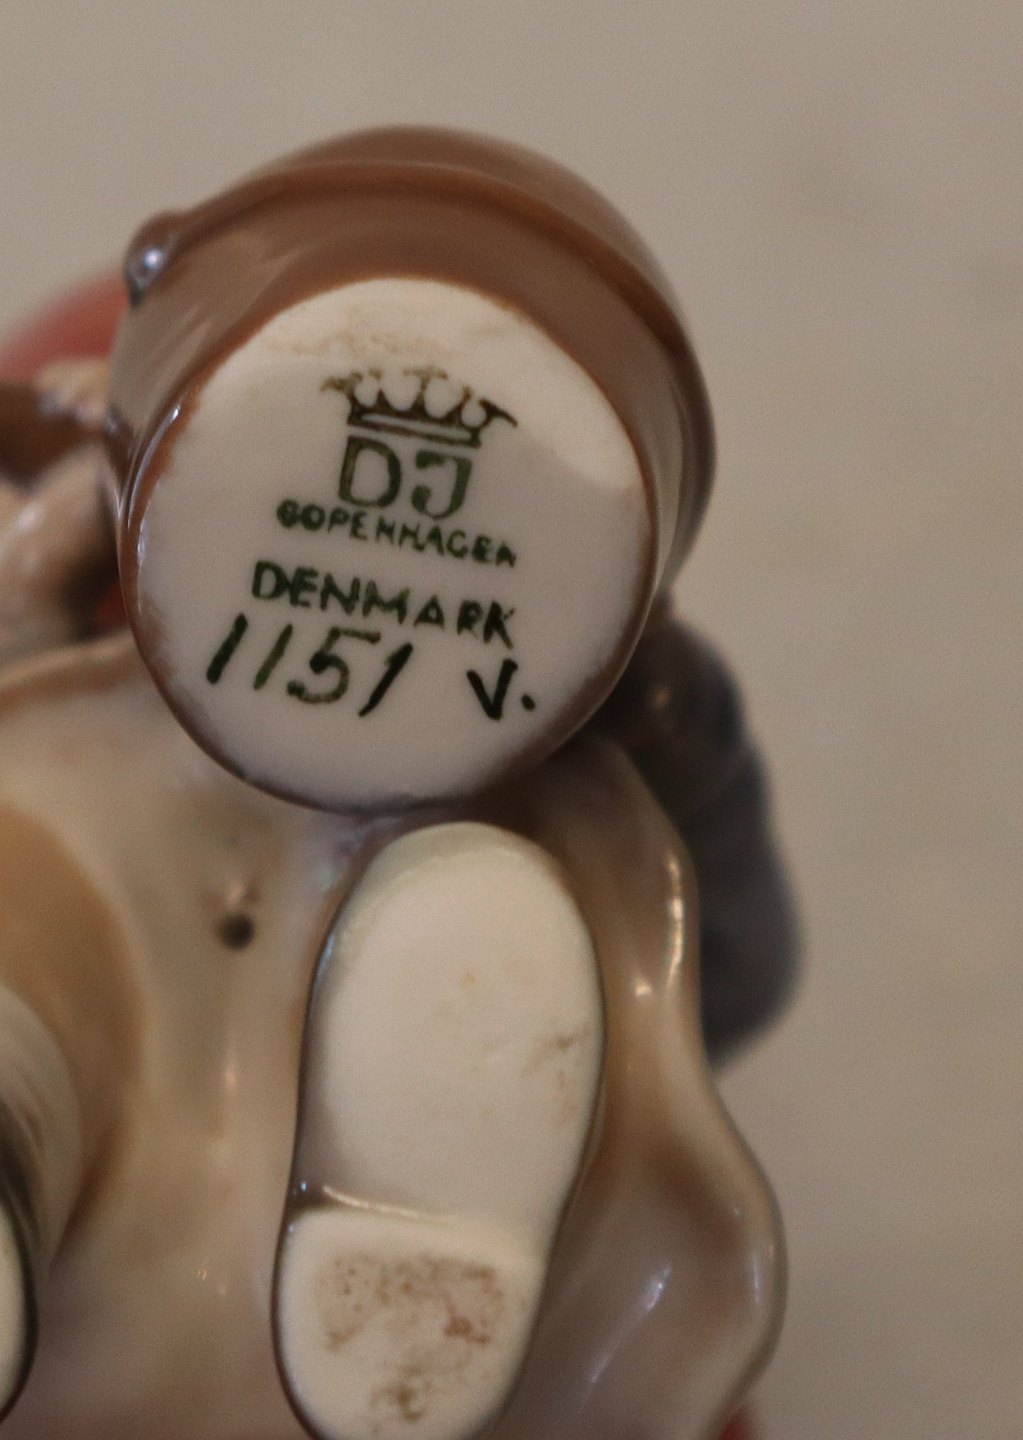 DJ
COPENHAGEN
DENMARK
1151 V.